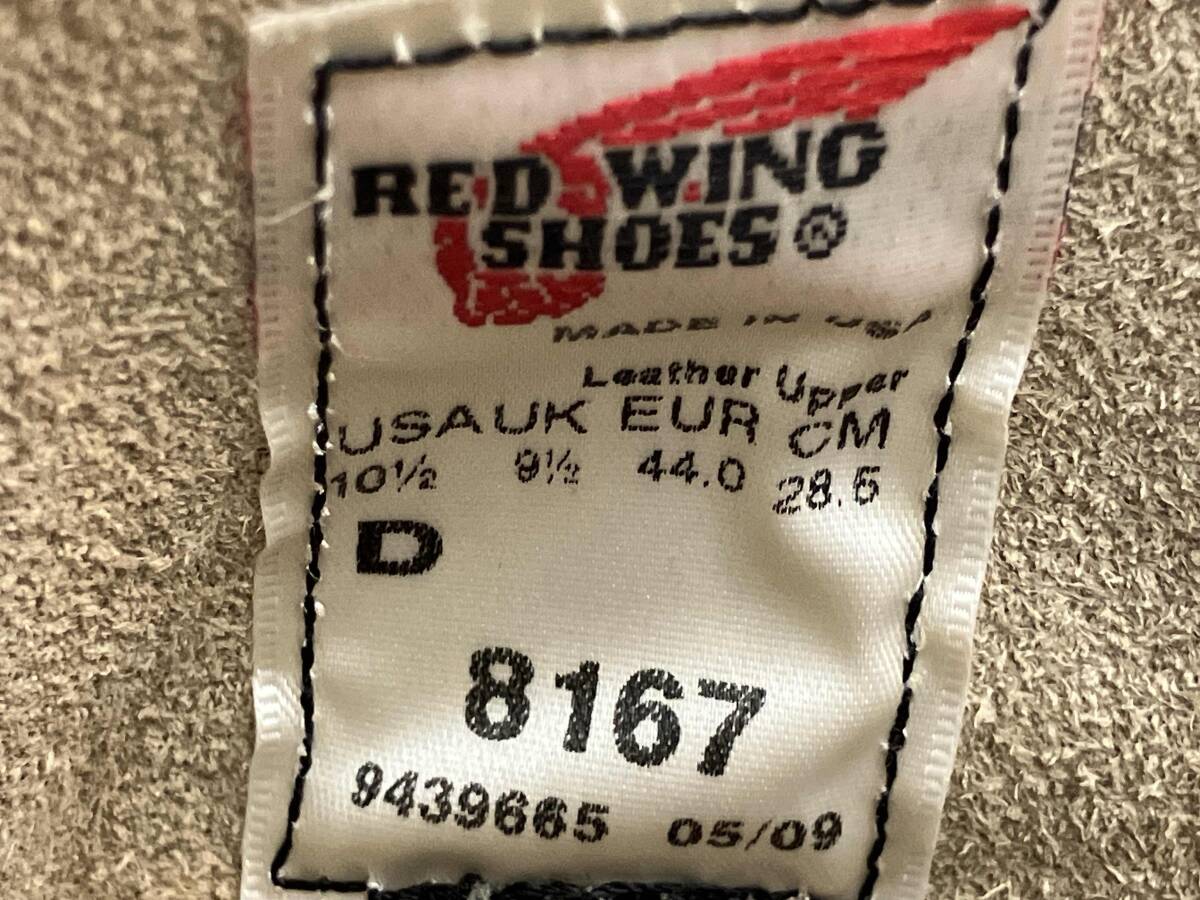 RED WING
SHOES®
MADE IN USA
Leather Upper
USA UK EUR CM
10½ 9½ 44.0 28.5
D
8167
9439665 05/09